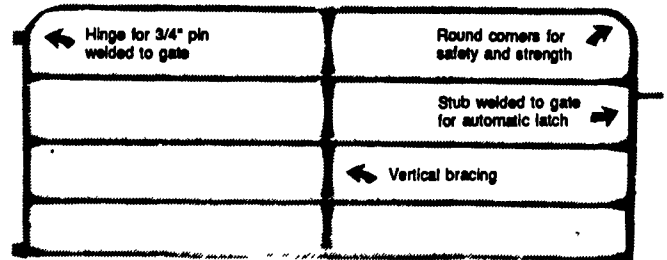 Hinge for 3/4" pin
welded to gate
Round corners for
safety and strength
Stub welded to gate
for automatic latch
Vertical bracing